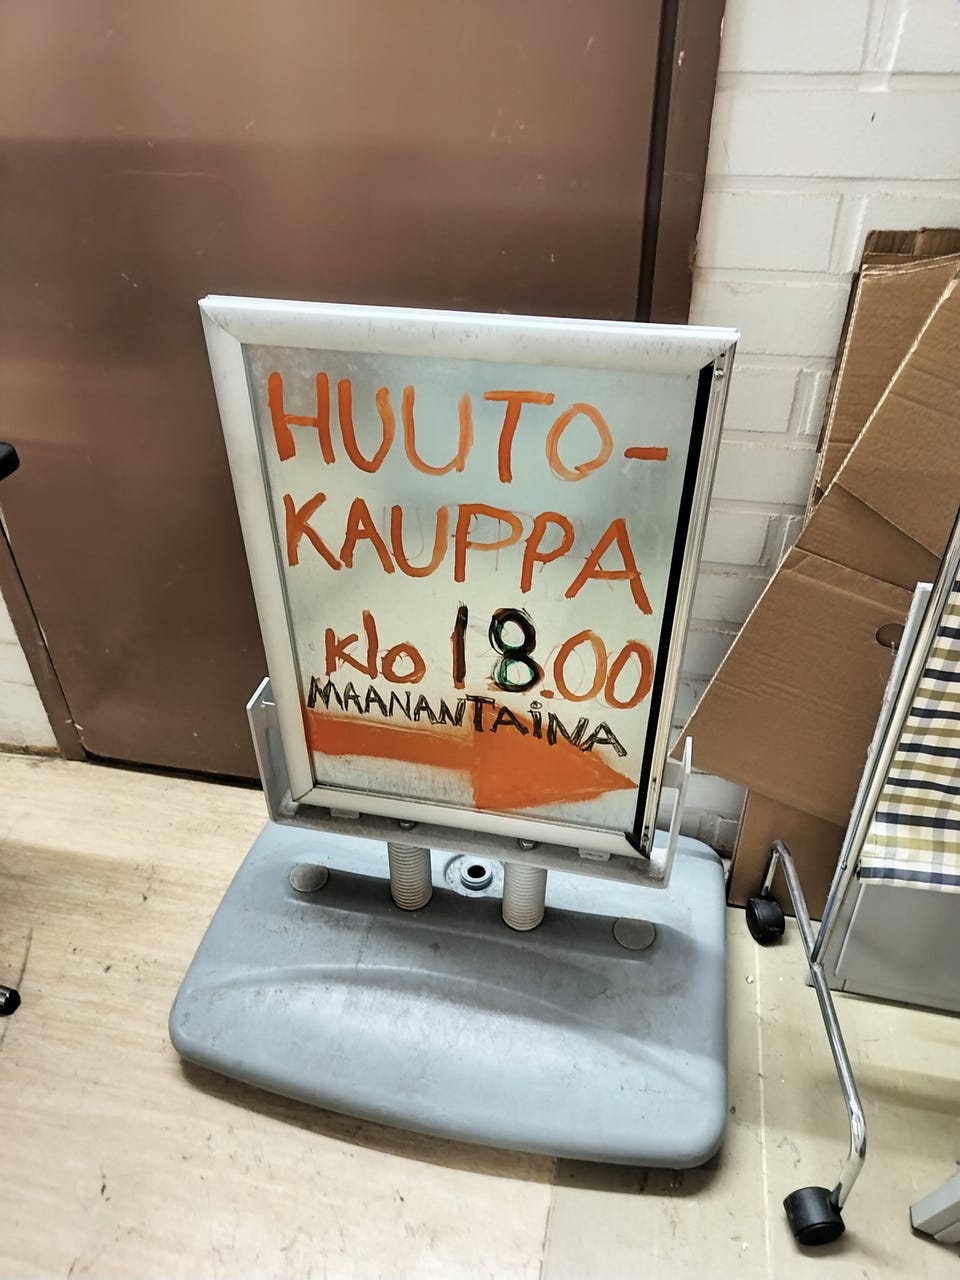 HUUTO-
KAUPPA
klo 18.00
MAANANTAiNA